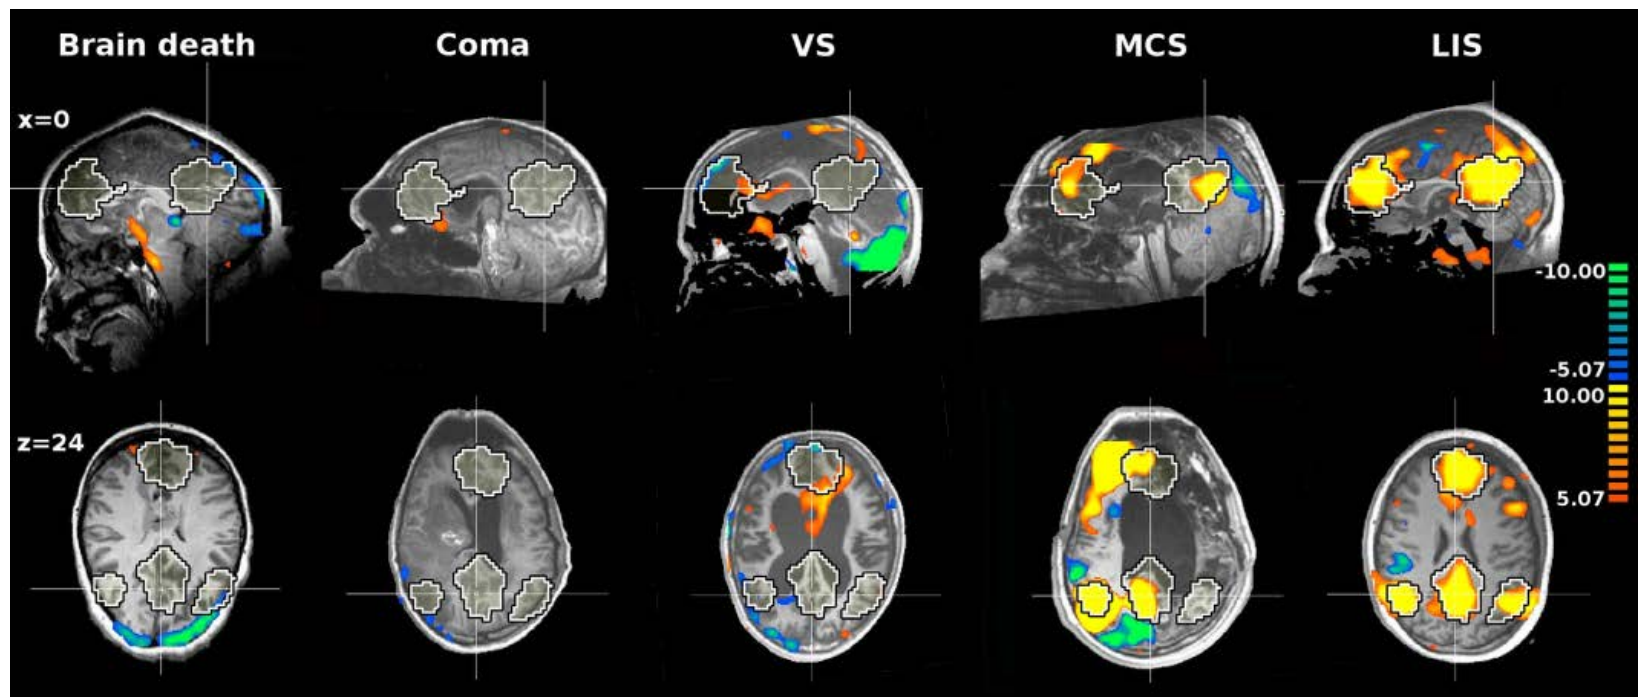 Brain death
Coma
VS
MCS
LIS
x=0
-10.00
-5.07
10.00
z=24
5.07